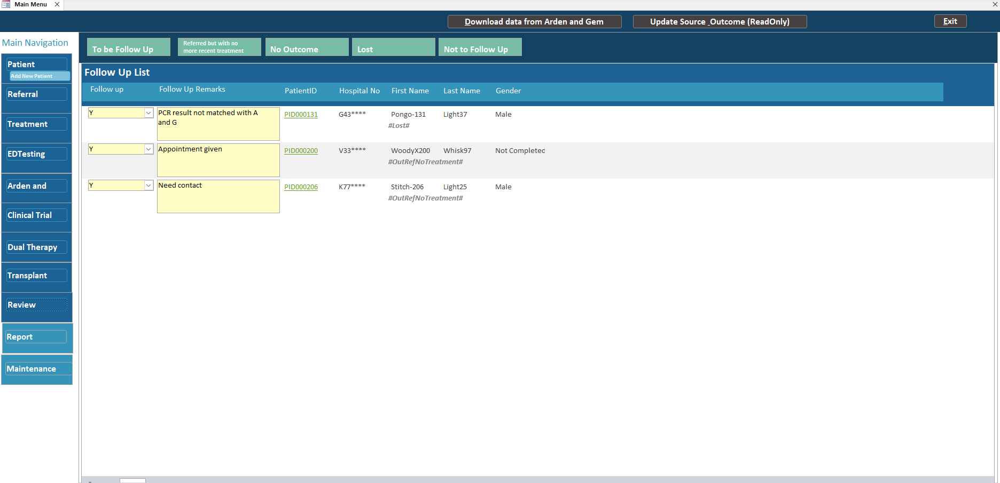 Main Menu
Download data from Arden and Gem
Update Source _Outcome (ReadOnly)
Exit
Main Navigation
Patient
Add New Patient
Referral
Treatment
EDTesting
Arden and
Clinical Trial
Dual Therapy
Transplant
Review
Report
Maintenance
To be Follow Up
Referred but with no
more recent treatment
No Outcome
Lost
Not to Follow Up
Follow Up List
Follow up Follow Up Remarks PatientID Hospital No First Name Last Name Gender
Y PCR result not matched with A PID000131 G43**** Pongo-131 Light37 Male
and G
#Lost#
Y Appointment given PID000200 V33**** WoodyX200 Whisk97 Not Completed
#OutRefNoTreatment#
Y Need contact PID000206 K77**** Stitch-206 Light25 Male
#OutRefNoTreatment#